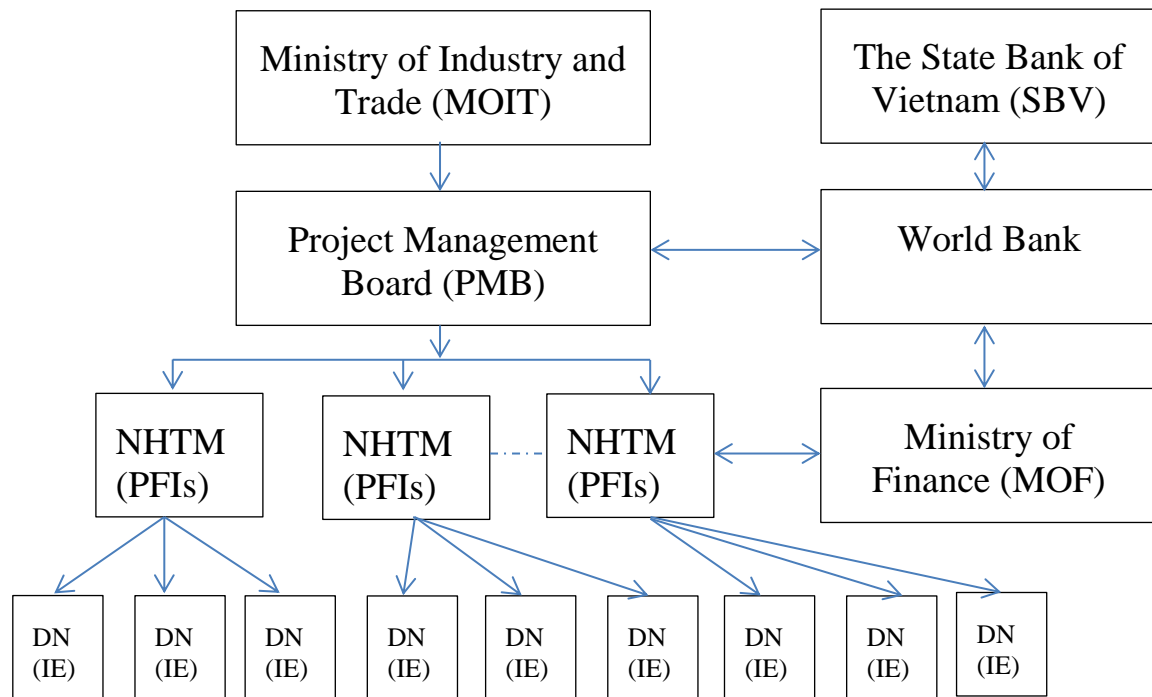 Ministry of Industry and
Trade (MOIT)
The State Bank of
Vietnam (SBV)
Project Management
Board (PMB)
World Bank
NHTM
(PFIs)
NHTM
(PFIs)
NHTM
(PFIs)
Ministry of
Finance (MOF)
DN
(IE)
DN
(IE)
DN
(IE)
DN
(IE)
DN
(IE)
DN
(IE)
DN
(IE)
DN
(IE)
DN
(IE)